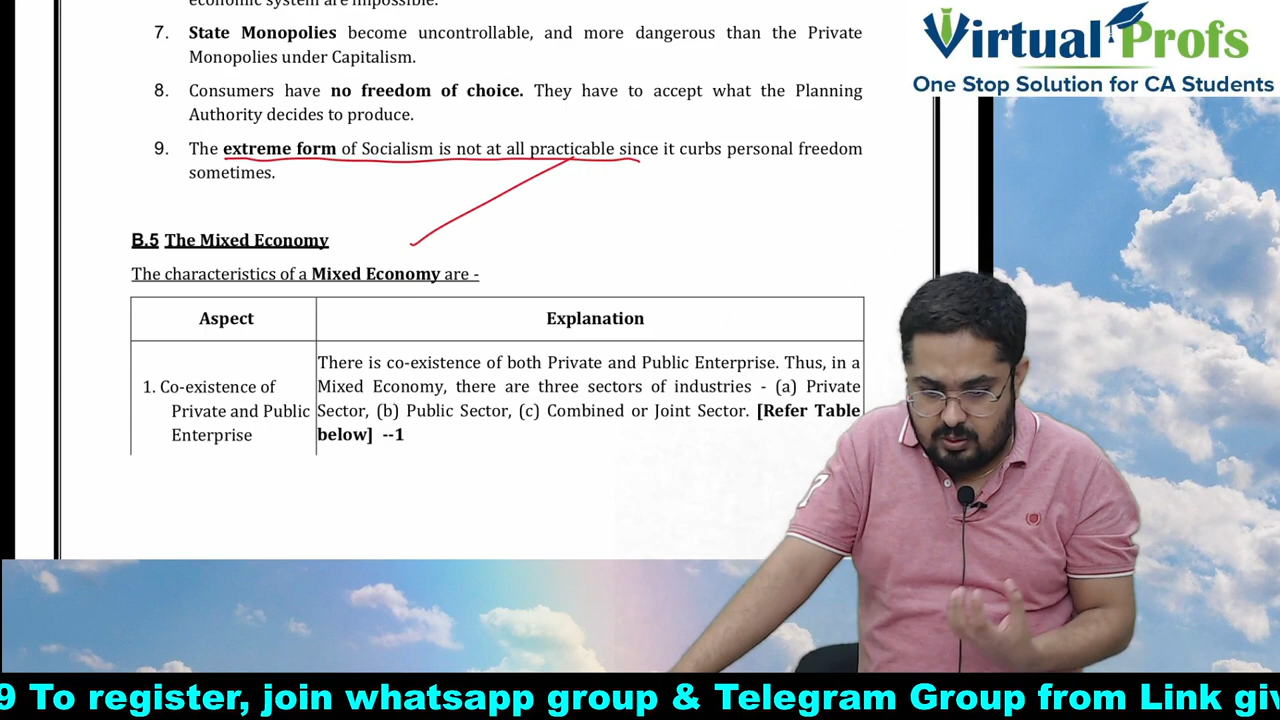 economic system are impossible.
7. State Monopolies become uncontrollable, and more dangerous than the Private
Monopolies under Capitalism.
8. Consumers have no freedom of choice. They have to accept what the Planning
Authority decides to produce.
9. The extreme form of Socialism is not at all practicable since it curbs personal freedom
sometimes.
B.5 The Mixed Economy
The characteristics of a Mixed Economy are -
Aspect
Explanation
1. Co-existence of
Private and Public
Enterprise
There is co-existence of both Private and Public Enterprise. Thus, in a
Mixed Economy, there are three sectors of industries - (a) Private
Sector, (b) Public Sector, (c) Combined or Joint Sector. [Refer Table
below] --1
Virtual Profs
One Stop Solution for CA Students
9 To register, join whatsapp group & Telegram Group from Link giv